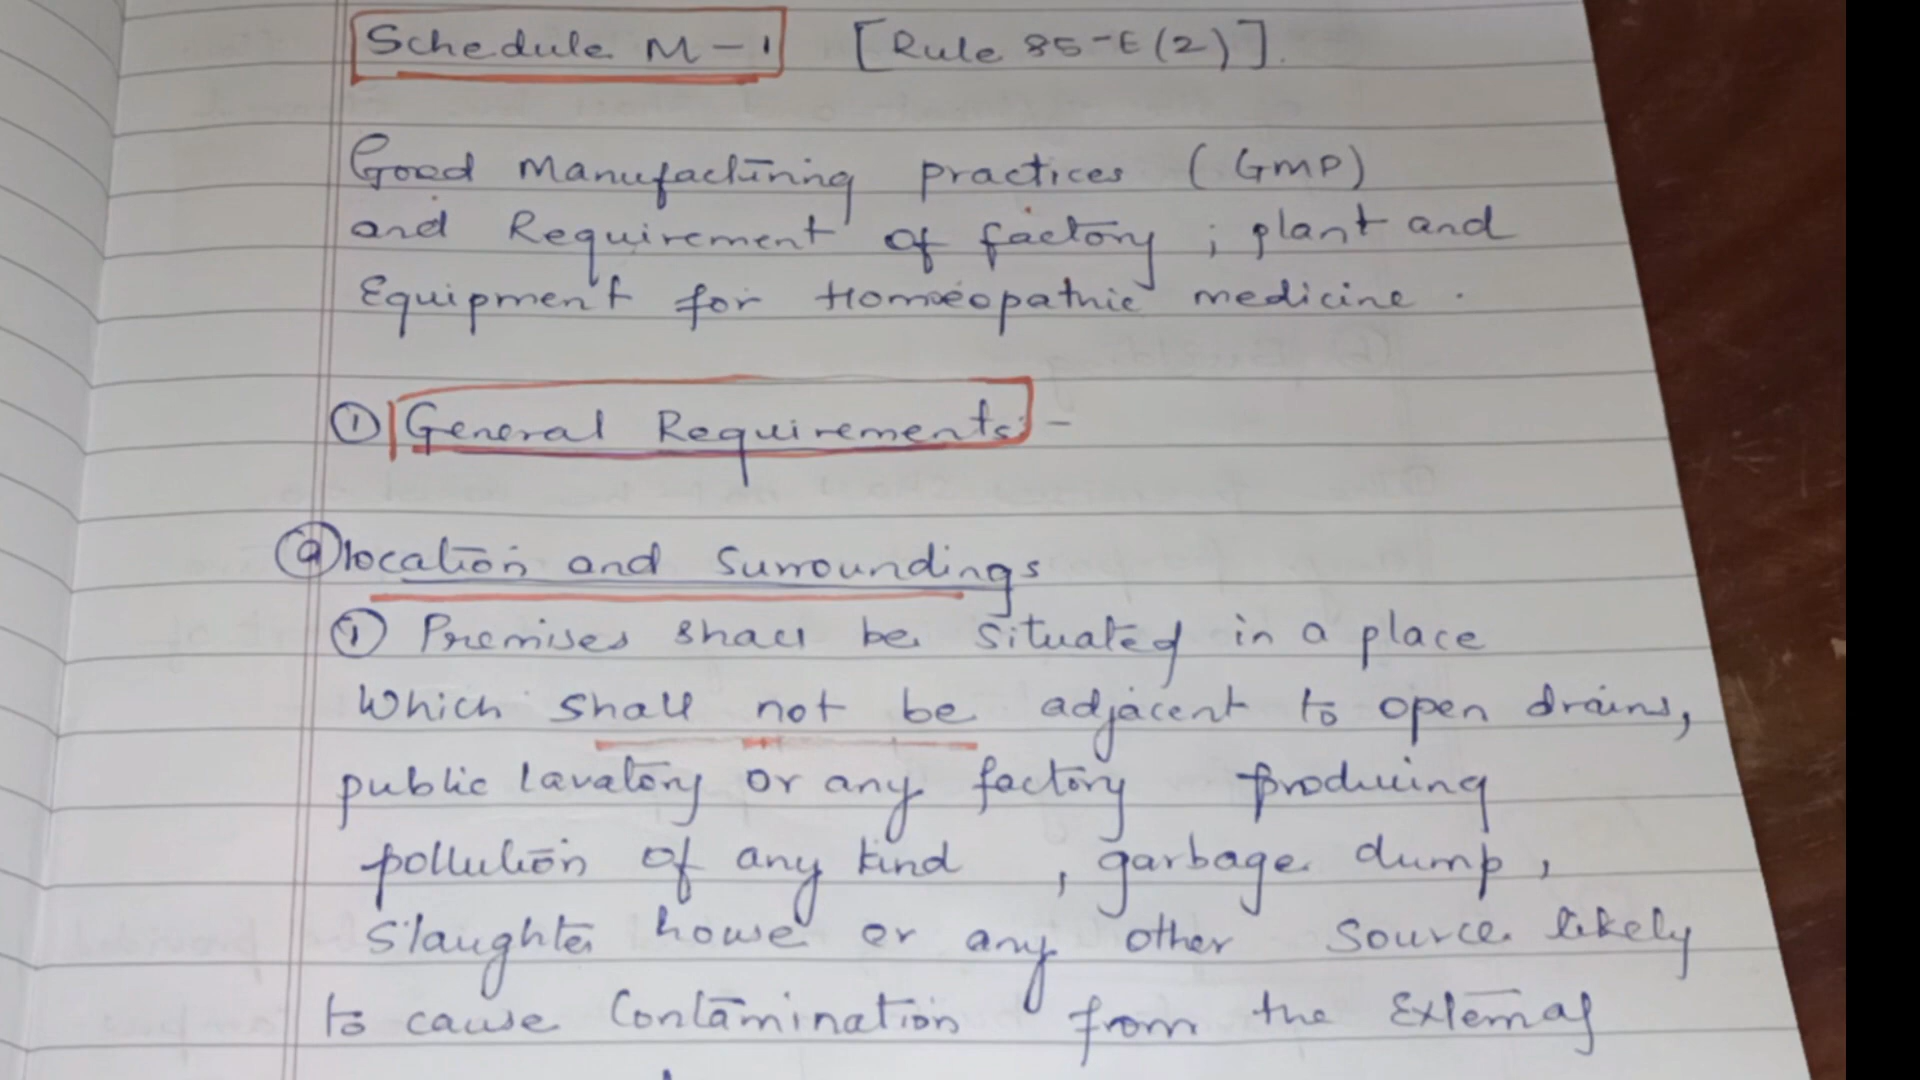 Schedule M-1 [Rule 85-E(2)].
Good Manufacturing practices (GMP)
and Requirement of factory, plant and
Equipment for Homoeopathic medicine.
① General Requirements:-
ⓐ location and Surroundings
① Premises shall be situated in a place
Which shall not be adjacent to open drains,
public lavatory or any factory producing
pollution of any kind, garbage dump,
Slaughter house or any other Source likely
to cause Contamination from the External